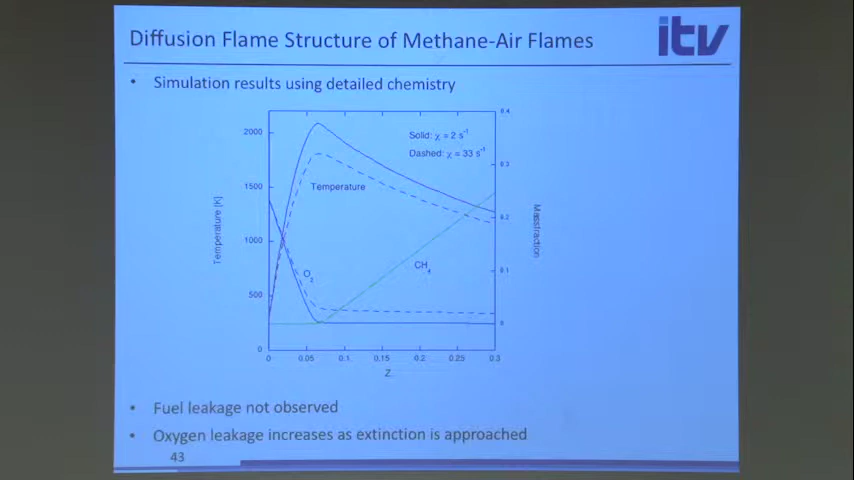 Diffusion Flame Structure of Methane-Air Flames
itv
• Simulation results using detailed chemistry
0.4
2000
Solid: χ = 2 s⁻¹
Dashed: χ = 33 s⁻¹
0.3
1500
Temperature
Temperature [K]
0.2
Massfraction
1000
CH₄
O₂
0.1
500
0
0
0
0.05
0.1
0.15
0.2
0.25
0.3
Z
• Fuel leakage not observed
• Oxygen leakage increases as extinction is approached
43